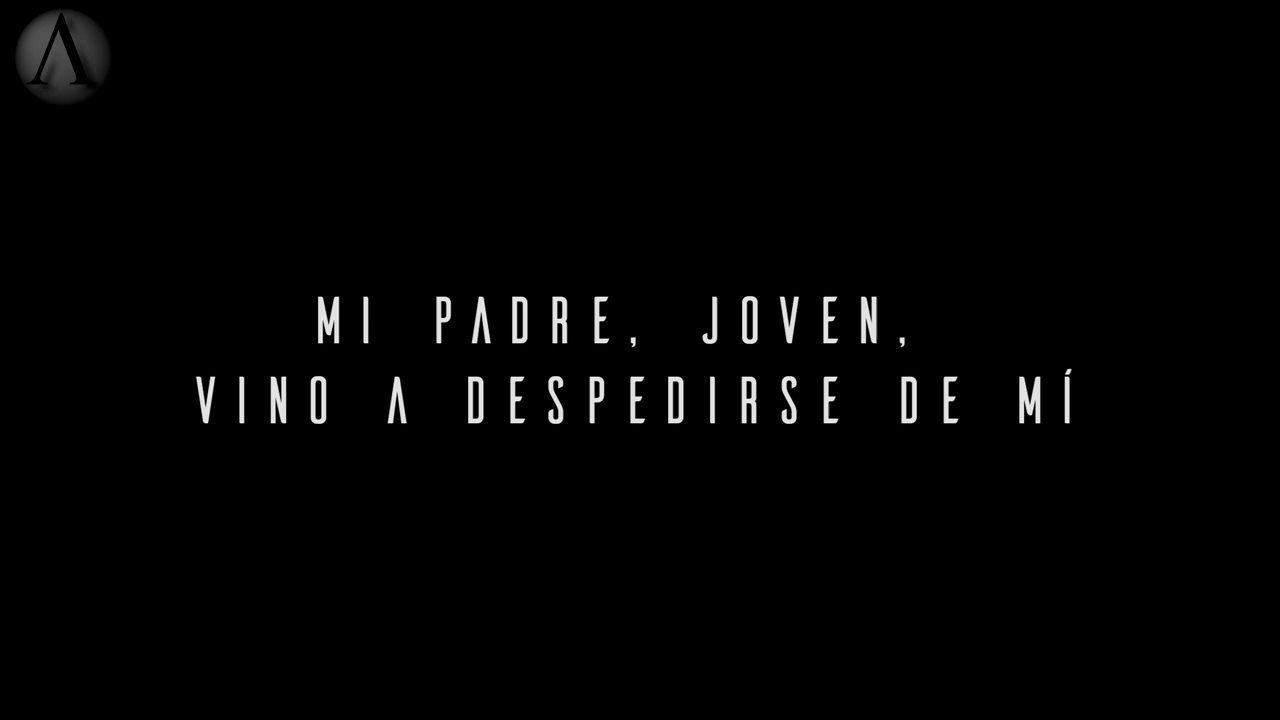 Λ
MI PADRE, JOVEN,
VINO A DESPEDIRSE DE MÍ